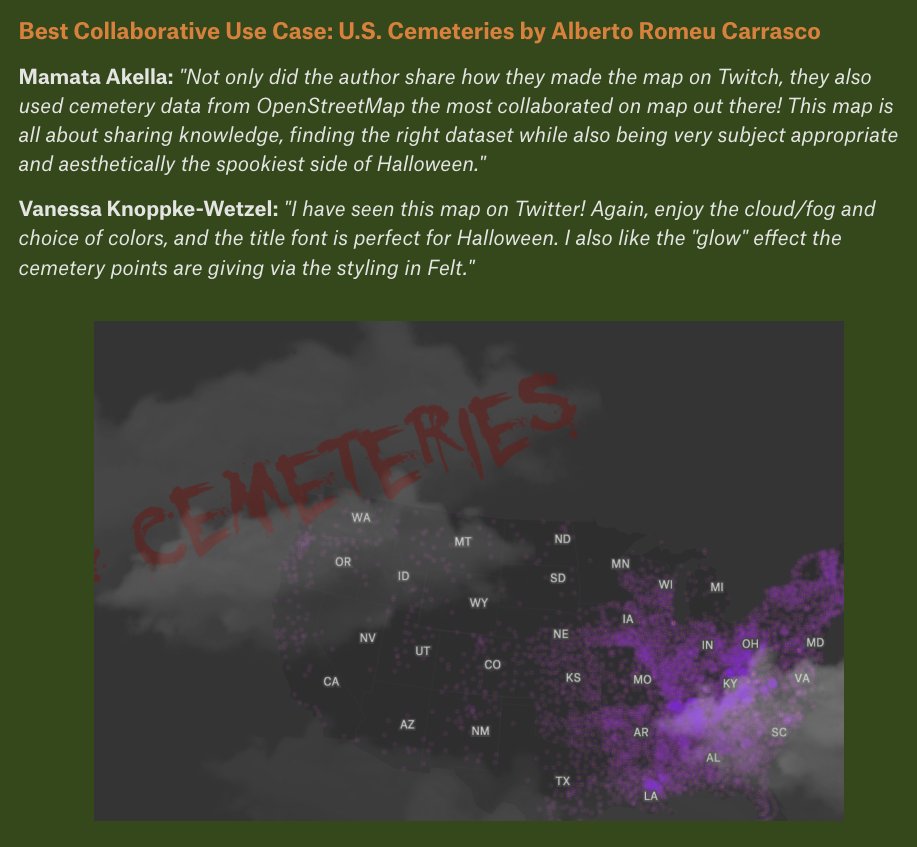 Best Collaborative Use Case: U.S. Cemeteries by Alberto Romeu Carrasco
Mamata Akella: "Not only did the author share how they made the map on Twitch, they also
used cemetery data from OpenStreetMap the most collaborated on map out there! This map is
all about sharing knowledge, finding the right dataset while also being very subject appropriate
and aesthetically the spookiest side of Halloween."
Vanessa Knoppke-Wetzel: "I have seen this map on Twitter! Again, enjoy the cloud/fog and
choice of colors, and the title font is perfect for Halloween. I also like the "glow" effect the
cemetery points are giving via the styling in Felt."
CEMETERIES
WA
MT
ND
OR
ID
SD
MN
WI
MI
WY
IA
NV
UT
NE
IN
OH
MD
CO
CA
KS
MO
KY
VA
AZ
NM
AR
SC
AL
TX
LA